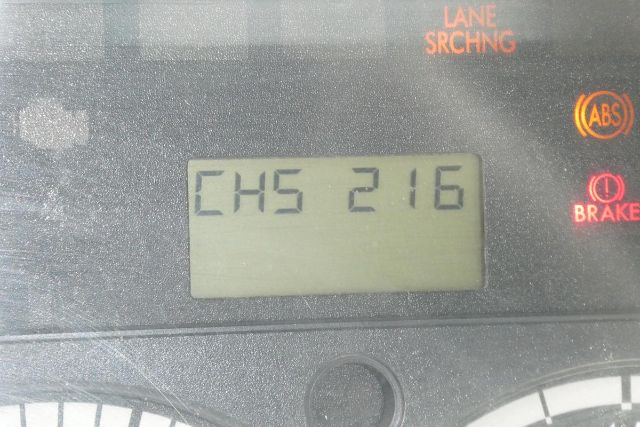 LANE
SRCHNG
ABS
CHS 216
BRAKE